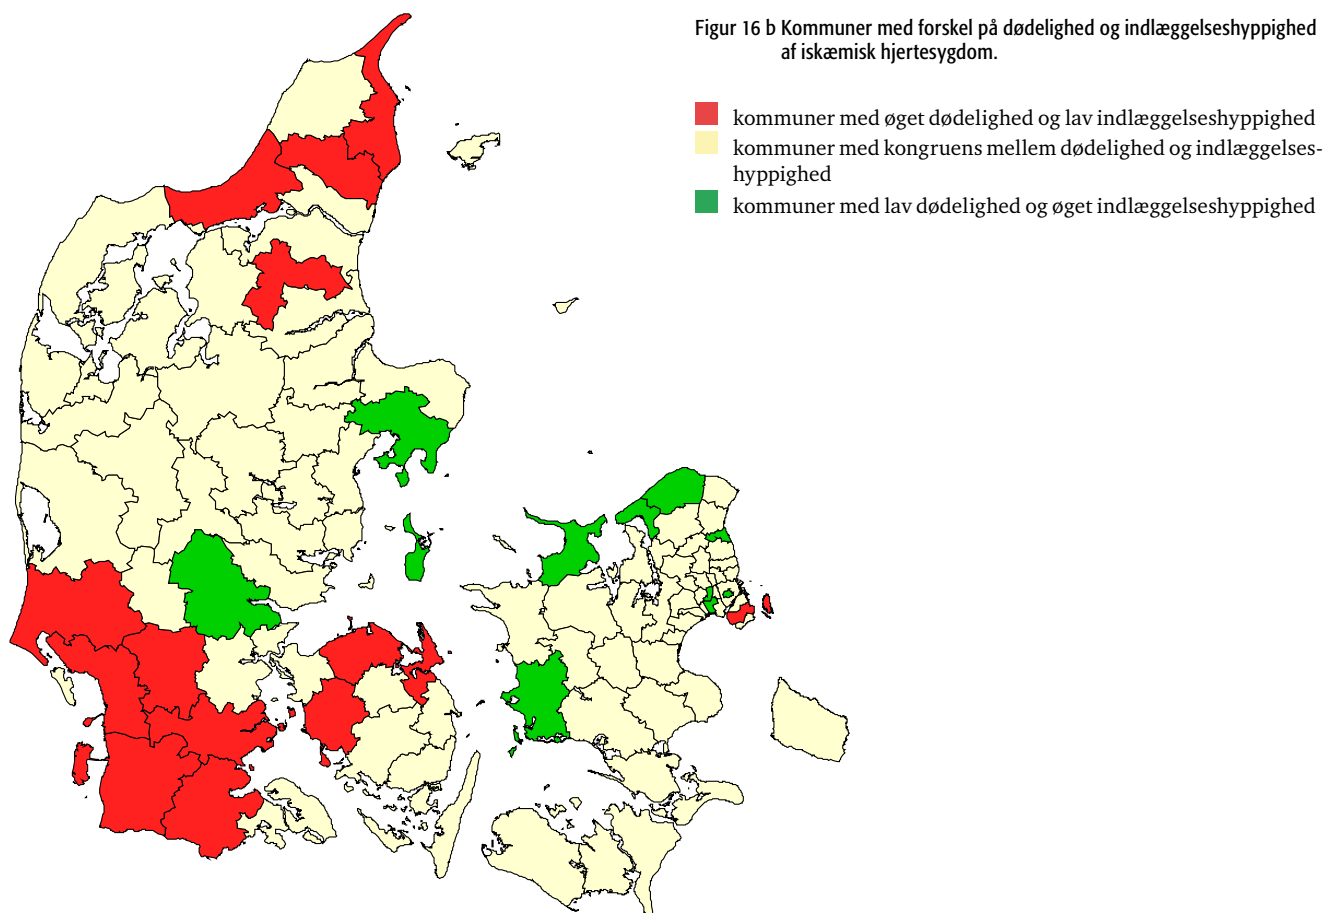 Figur 16 b Kommuner med forskel på dødelighed og indlæggelseshyppighed
af iskæmisk hjertesygdom.
kommuner med øget dødelighed og lav indlæggelseshyppighed
kommuner med kongruens mellem dødelighed og indlæggelses-
hyppighed
kommuner med lav dødelighed og øget indlæggelseshyppighed